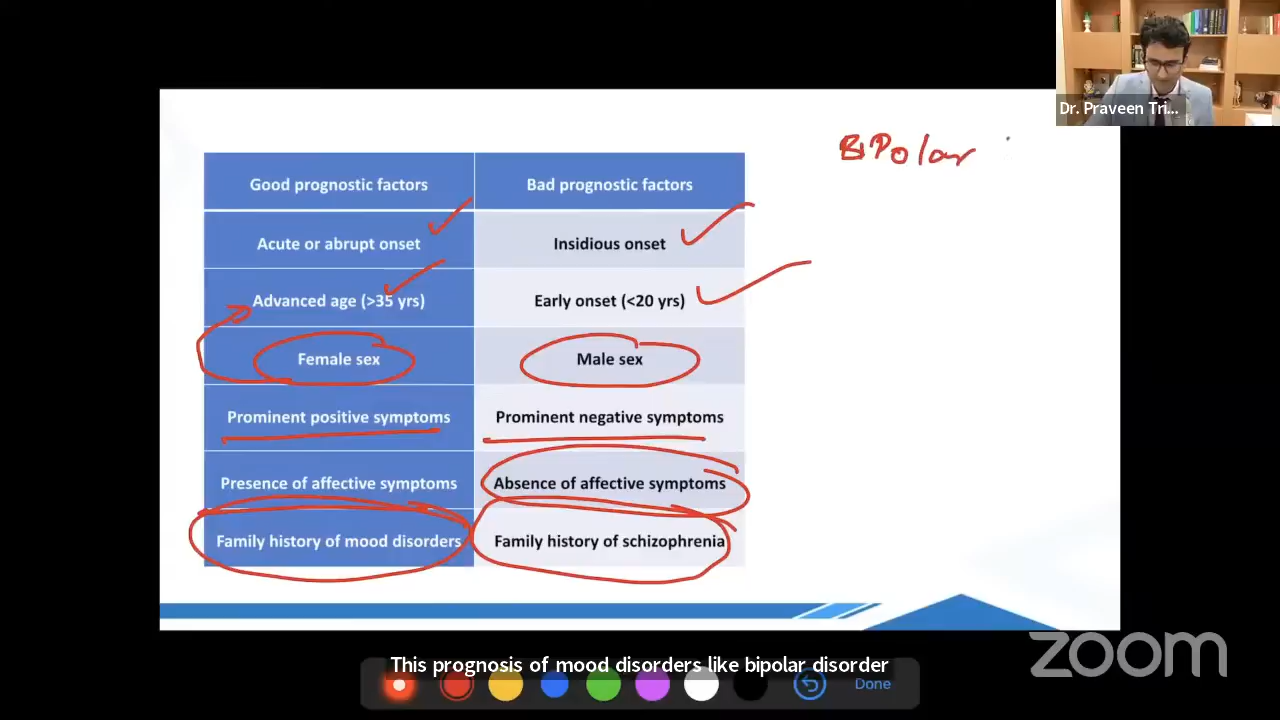 Dr. Praveen Tri...
BIPolar
Good prognostic factors Bad prognostic factors
Acute or abrupt onset Insidious onset
Advanced age (>35 yrs) Early onset (<20 yrs)
Female sex Male sex
Prominent positive symptoms Prominent negative symptoms
Presence of affective symptoms Absence of affective symptoms
Family history of mood disorders Family history of schizophrenia
zoom
This prognosis of mood disorders like bipolar disorder
Done